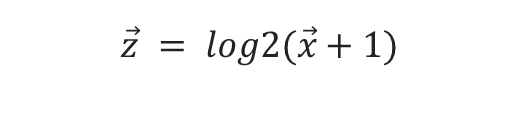 z⃗ = log2(x⃗ + 1)